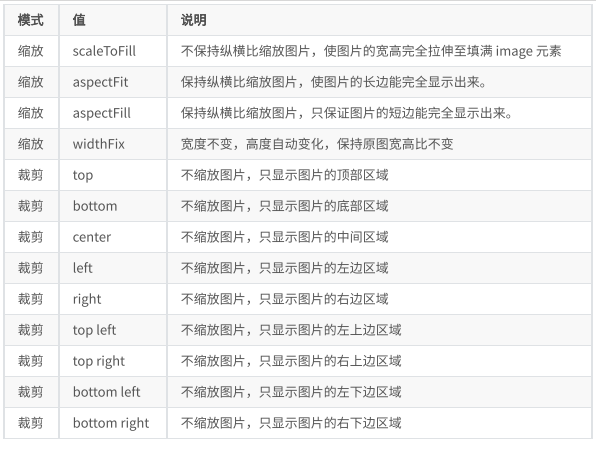 模式 值 说明
缩放 scaleToFill 不保持纵横比缩放图片，使图片的宽高完全拉伸至填满 image 元素
缩放 aspectFit 保持纵横比缩放图片，使图片的长边能完全显示出来。
缩放 aspectFill 保持纵横比缩放图片，只保证图片的短边能完全显示出来。
缩放 widthFix 宽度不变，高度自动变化，保持原图宽高比不变
裁剪 top 不缩放图片，只显示图片的顶部区域
裁剪 bottom 不缩放图片，只显示图片的底部区域
裁剪 center 不缩放图片，只显示图片的中间区域
裁剪 left 不缩放图片，只显示图片的左边区域
裁剪 right 不缩放图片，只显示图片的右边区域
裁剪 top left 不缩放图片，只显示图片的左上边区域
裁剪 top right 不缩放图片，只显示图片的右上边区域
裁剪 bottom left 不缩放图片，只显示图片的左下边区域
裁剪 bottom right 不缩放图片，只显示图片的右下边区域